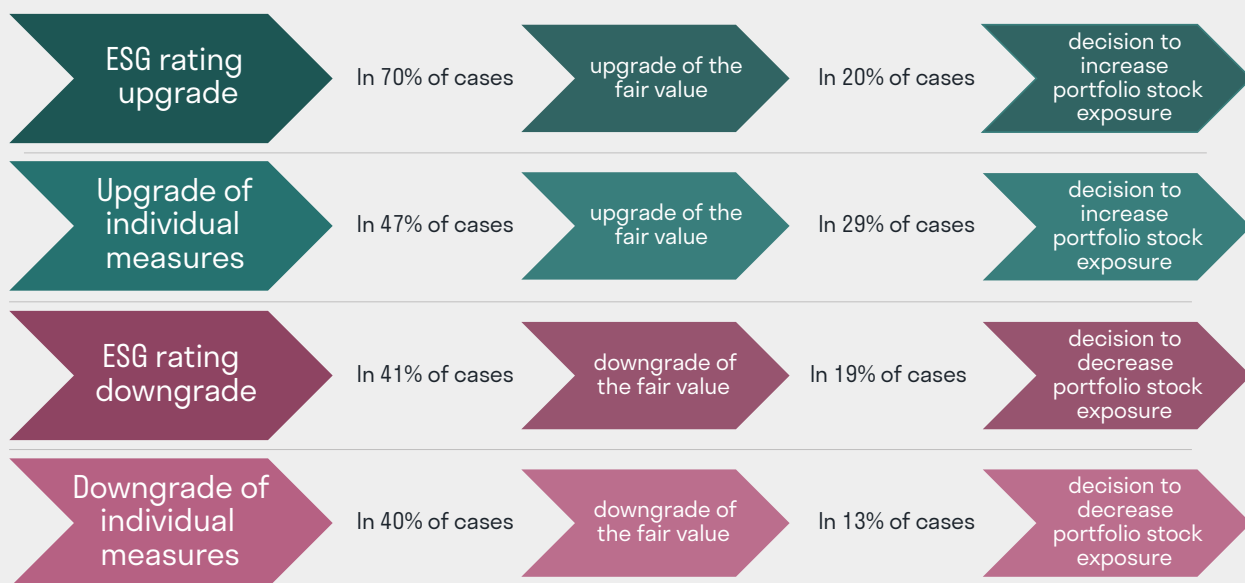 ESG rating
upgrade
In 70% of cases
upgrade of the
fair value
In 20% of cases
decision to
increase
portfolio stock
exposure
Upgrade of
individual
measures
In 47% of cases
upgrade of the
fair value
In 29% of cases
decision to
increase
portfolio stock
exposure
ESG rating
downgrade
In 41% of cases
downgrade of
the fair value
In 19% of cases
decision to
decrease
portfolio stock
exposure
Downgrade of
individual
measures
In 40% of cases
downgrade of
the fair value
In 13% of cases
decision to
decrease
portfolio stock
exposure